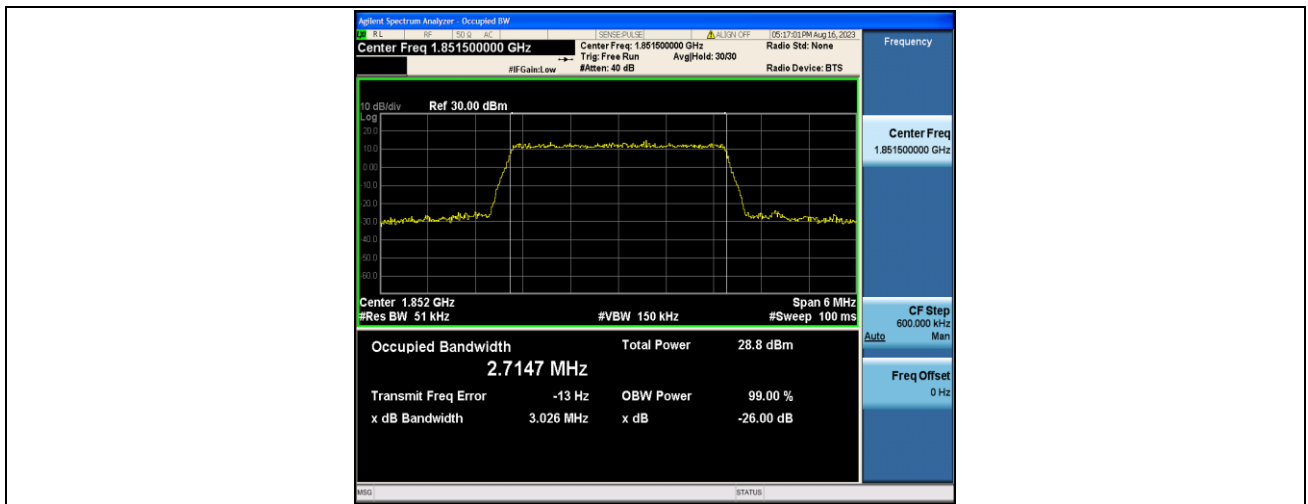 Agilent Spectrum Analyzer - Occupied BW
RL RF 50 Ω AC SENSE:PULSE ALIGN OFF 05:17:01 PM Aug 16, 2023
Center Freq 1.851500000 GHz
Center Freq: 1.851500000 GHz Radio Std: None
Trig: Free Run Avg|Hold: 30/30
#IFGain:Low #Atten: 40 dB Radio Device: BTS
10 dB/div Ref 30.00 dBm
Log
20.0
10.0
0.00
-10.0
-20.0
-30.0
-40.0
-50.0
-60.0
Center 1.852 GHz Span 6 MHz
#Res BW 51 kHz #VBW 150 kHz #Sweep 100 ms
Occupied Bandwidth Total Power 28.8 dBm
2.7147 MHz
Transmit Freq Error -13 Hz OBW Power 99.00 %
x dB Bandwidth 3.026 MHz x dB -26.00 dB
MSG STATUS
Frequency
Center Freq
1.851500000 GHz
CF Step
600.000 kHz
Auto Man
Freq Offset
0 Hz